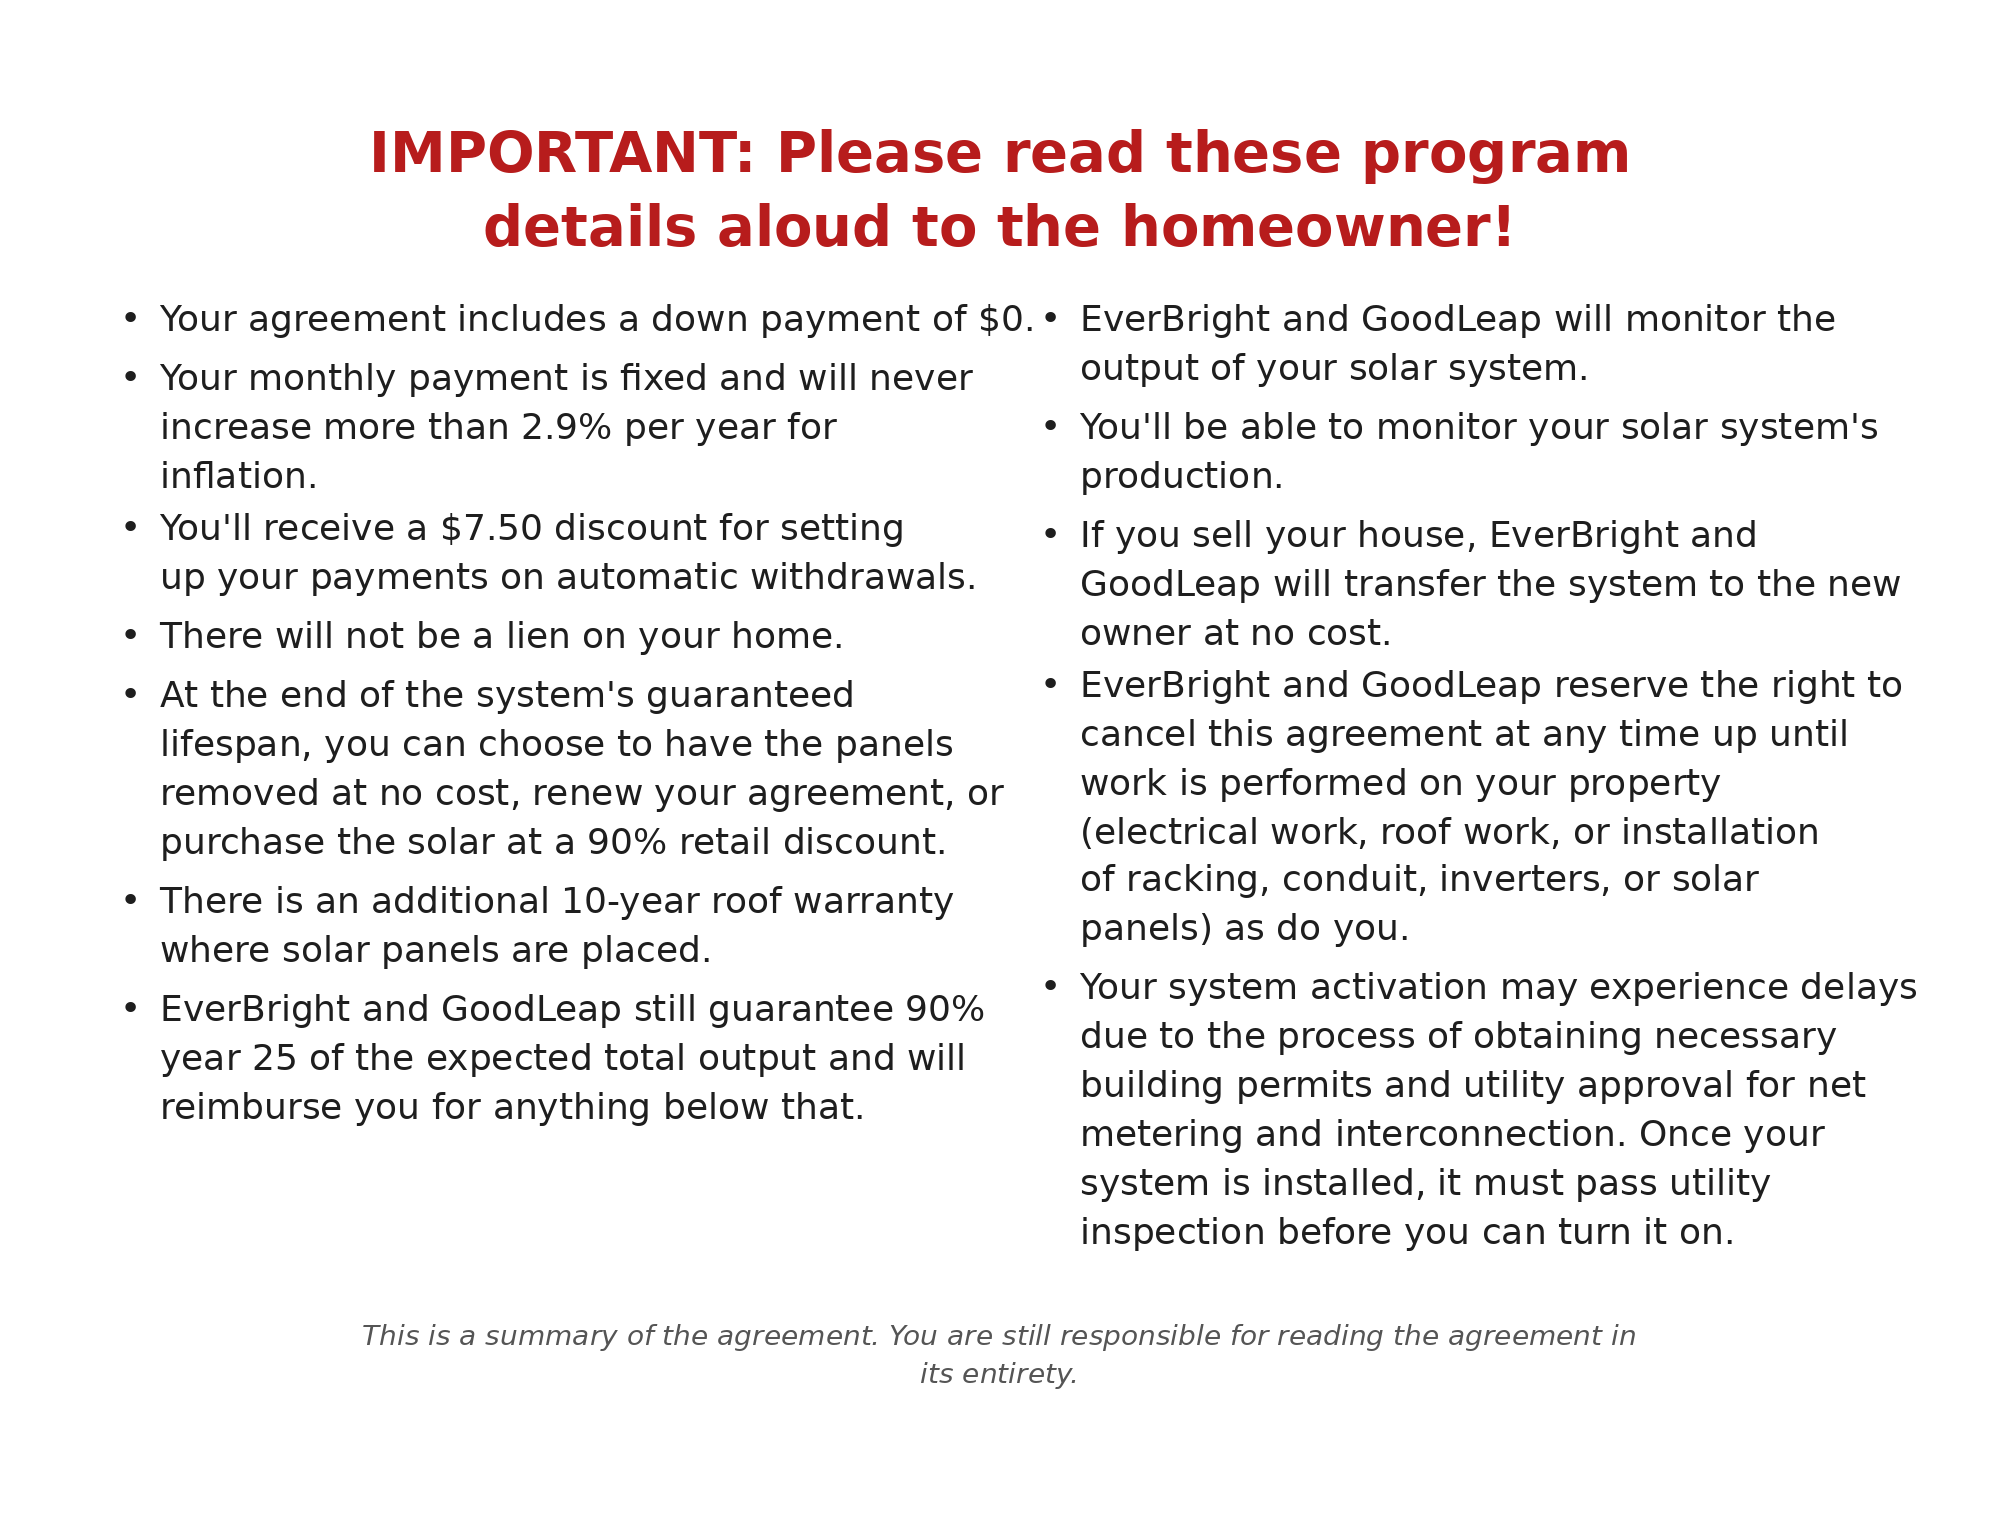 IMPORTANT: Please read these program
details aloud to the homeowner!
• Your agreement includes a down payment of $0.
• Your monthly payment is fixed and will never
increase more than 2.9% per year for
inflation.
• You'll receive a $7.50 discount for setting
up your payments on automatic withdrawals.
• There will not be a lien on your home.
• At the end of the system's guaranteed
lifespan, you can choose to have the panels
removed at no cost, renew your agreement, or
purchase the solar at a 90% retail discount.
• There is an additional 10-year roof warranty
where solar panels are placed.
• EverBright and GoodLeap still guarantee 90%
year 25 of the expected total output and will
reimburse you for anything below that.
• EverBright and GoodLeap will monitor the
output of your solar system.
• You'll be able to monitor your solar system's
production.
• If you sell your house, EverBright and
GoodLeap will transfer the system to the new
owner at no cost.
• EverBright and GoodLeap reserve the right to
cancel this agreement at any time up until
work is performed on your property
(electrical work, roof work, or installation
of racking, conduit, inverters, or solar
panels) as do you.
• Your system activation may experience delays
due to the process of obtaining necessary
building permits and utility approval for net
metering and interconnection. Once your
system is installed, it must pass utility
inspection before you can turn it on.
This is a summary of the agreement. You are still responsible for reading the agreement in
its entirety.